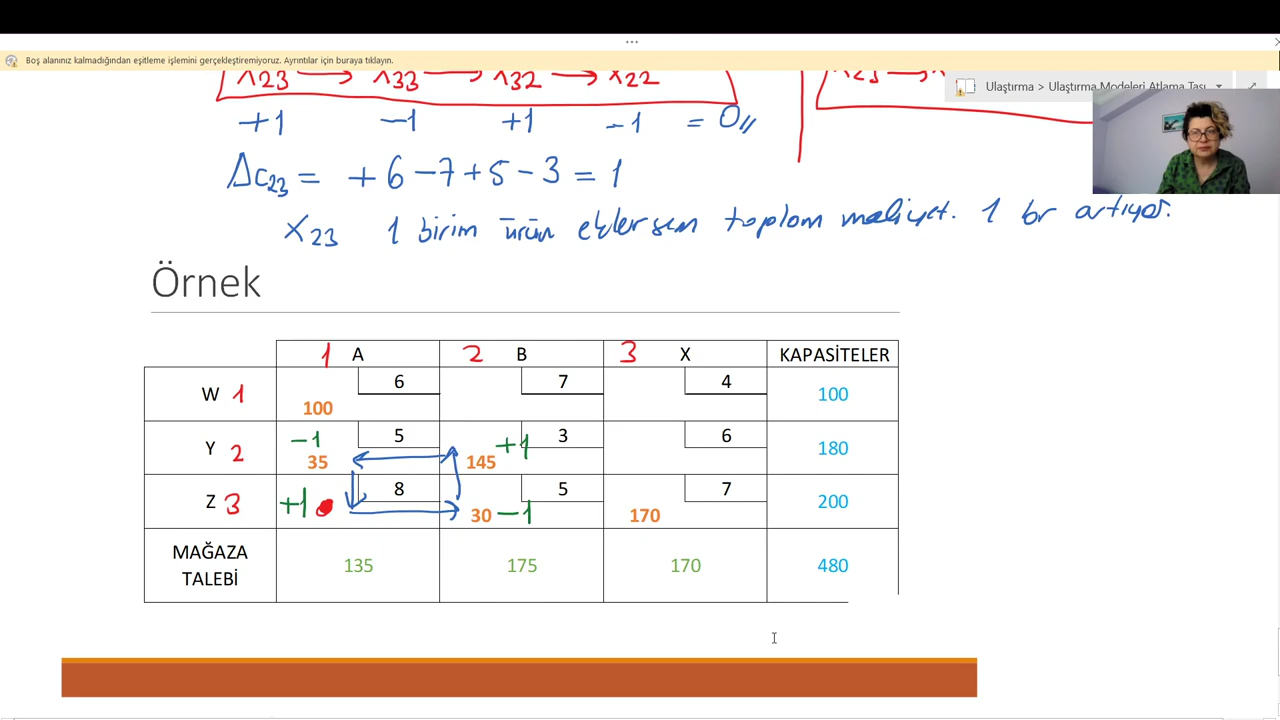 Boş alanınız kalmadığından eşitleme işlemini gerçekleştiremiyoruz. Ayrıntılar için buraya tıklayın.
Ulaştırma > Ulaştırma Modeleri Atlama Taşı
x23 → x33 → x32 → x22
+1 -1 +1 -1 = 0//
Δc23 = +6 -7 +5 -3 = 1
x23 1 birim ürün eklersem toplam maliyet. 1 br artıyor.
Örnek
1 A 2 B 3 X KAPASİTELER
W 1 6 7 4 100
100
Y 2 -1 5 +1 3 6 180
35 145
Z 3 +1 8 5 7 200
30 -1 170
MAĞAZA TALEBİ 135 175 170 480